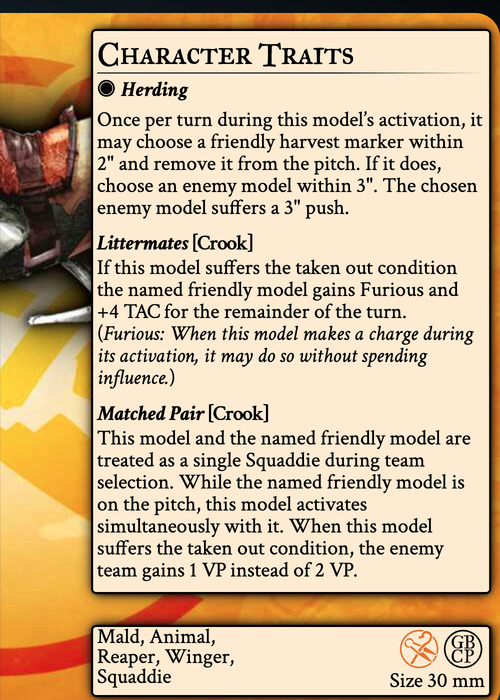 Character Traits
Herding
Once per turn during this model's activation, it
may choose a friendly harvest marker within
2" and remove it from the pitch. If it does,
choose an enemy model within 3". The chosen
enemy model suffers a 3" push.
Littermates [Crook]
If this model suffers the taken out condition
the named friendly model gains Furious and
+4 TAC for the remainder of the turn.
(Furious: When this model makes a charge during
its activation, it may do so without spending
influence.)
Matched Pair [Crook]
This model and the named friendly model are
treated as a single Squaddie during team
selection. While the named friendly model is
on the pitch, this model activates
simultaneously with it. When this model
suffers the taken out condition, the enemy
team gains 1 VP instead of 2 VP.
Mald, Animal,
Reaper, Winger,
Squaddie
GB
CP
Size 30 mm